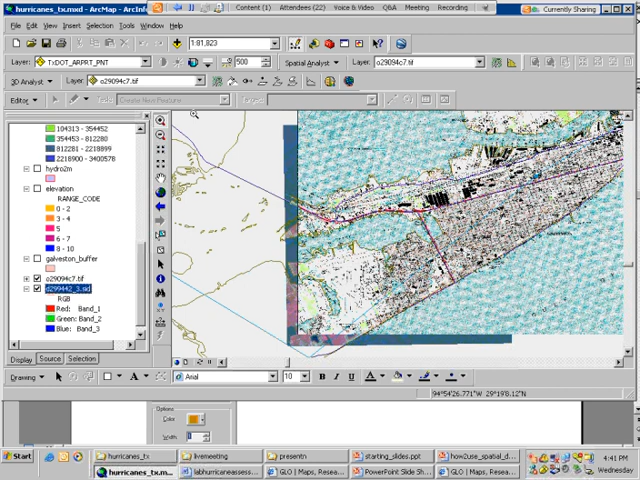 hurricanes_tx.mxd - ArcMap - ArcInfo
Content (1) Attendees (22) Voice & Video Meeting Recording
Currently Sharing
File Edit View Insert Selection Tools Window Help
1:81,823
Layer: TxDOT_ARPRT_PNT
500
Spatial Analyst
Layer: o29094c7.tif
3D Analyst
Layer: o29094c7.tif
Editor
Task: Create New Feature
Target:
104313 - 354452
354453 - 812280
812281 - 2218899
2218900 - 3400578
hydro2m
elevation
RANGE_CODE
0 - 2
3 - 4
5
6 - 7
8 - 10
galveston_buffer
o29094c7.tif
d299442_3.sid
RGB
Red: Band_1
Green: Band_2
Blue: Band_3
Display Source Selection
Drawing
A
Arial
10
B I U A
94°54'26.771"W 29°19'8.12"N
Options
Color
Width
Start
hurricanes_tx
livemeeting
presentn
starting_slides.ppt
how2use_spatial_d...
4:41 PM
Wednesday
hurricanes_tx.m...
labhurricaneassess...
GLO | Maps, Resea...
PowerPoint Slide Sh...
GLO | Maps, Resea...